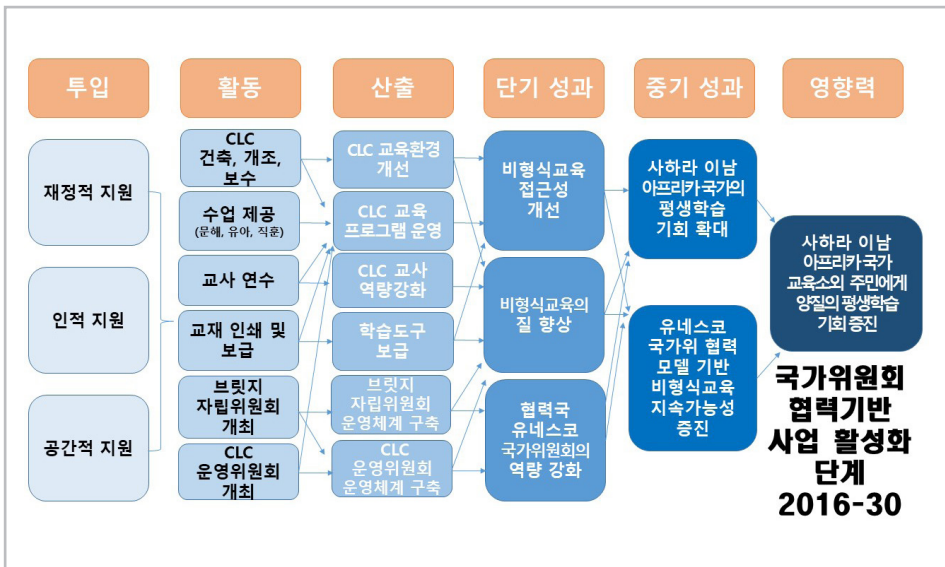 투입
활동
산출
단기 성과
중기 성과
영향력
재정적 지원
인적 지원
공간적 지원
CLC
건축, 개조,
보수
수업 제공
(문해, 유아, 직훈)
교사 연수
교재 인쇄 및
보급
브릿지
자립위원회
개최
CLC
운영위원회
개최
CLC 교육환경
개선
CLC 교육
프로그램 운영
CLC 교사
역량강화
학습도구
보급
브릿지
자립위원회
운영체계 구축
CLC
운영위원회
운영체계 구축
비형식교육
접근성
개선
비형식교육의
질 향상
협력국
유네스코
국가위원회의
역량 강화
사하라 이남
아프리카 국가의
평생학습
기회 확대
유네스코
국가위 협력
모델 기반
비형식교육
지속가능성
증진
사하라 이남
아프리카 국가
교육소외 주민에게
양질의 평생학습
기회 증진
국가위원회
협력기반
사업 활성화
단계
2016-30